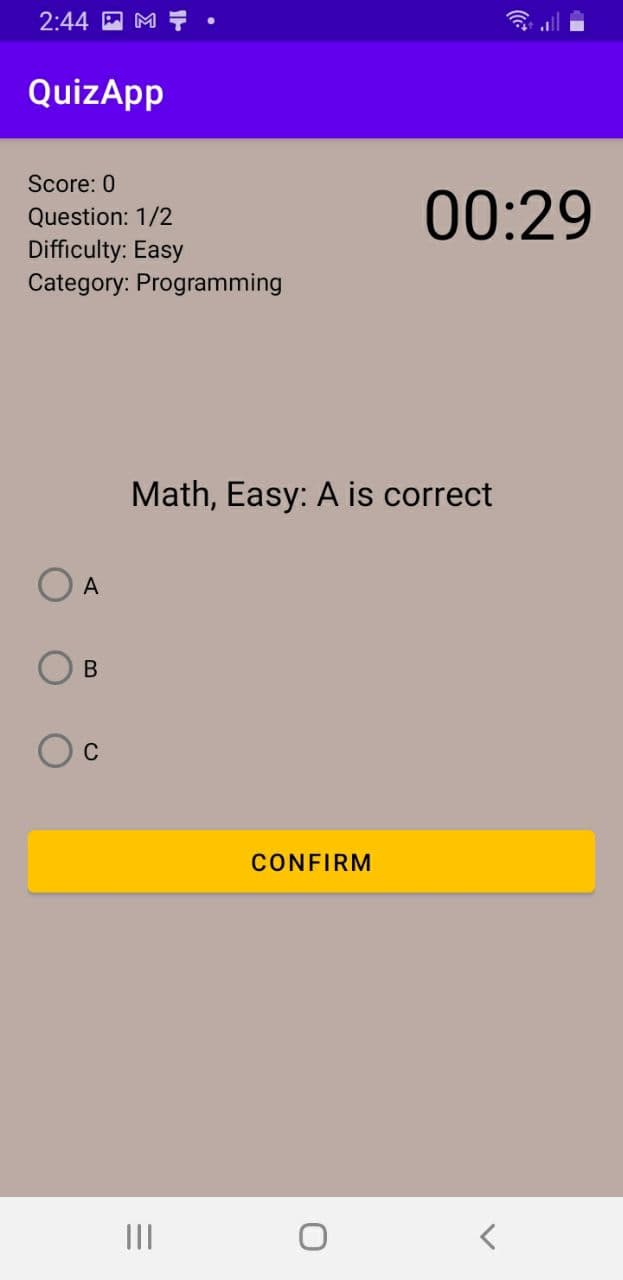 2:44
QuizApp
Score: 0
00:29
Question: 1/2
Difficulty: Easy
Category: Programming
Math, Easy: A is correct
A
B
C
CONFIRM